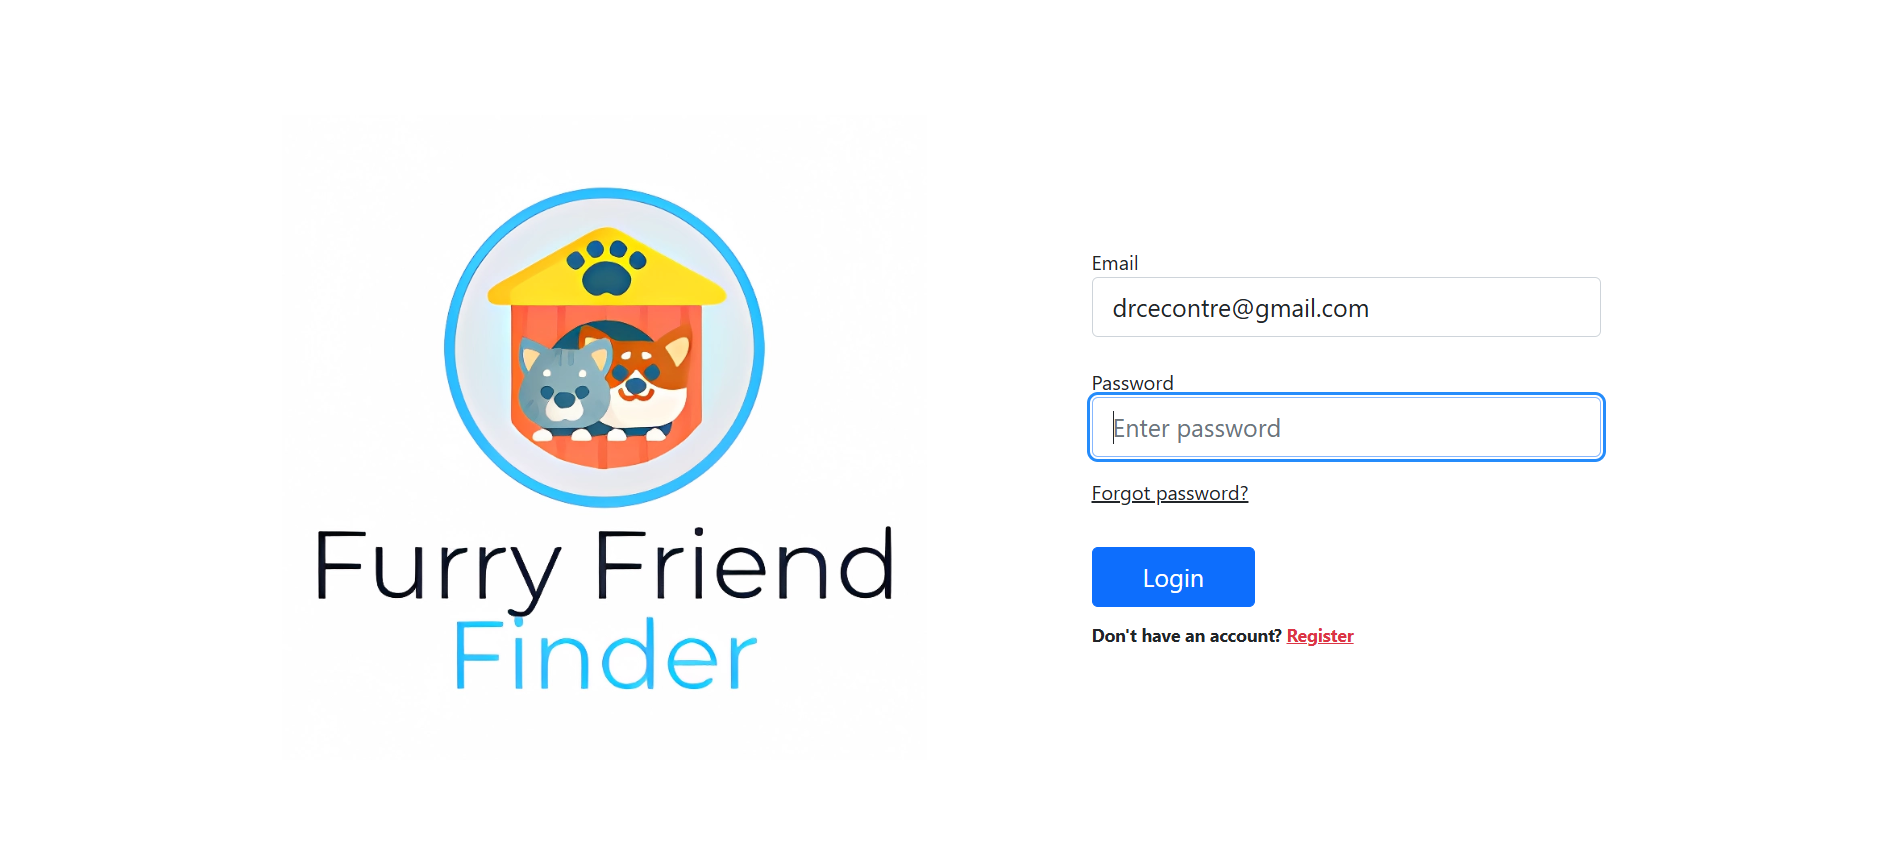 Furry Friend
Finder
Email
drcecontre@gmail.com
Password
Enter password
Forgot password?
Login
Don't have an account? Register